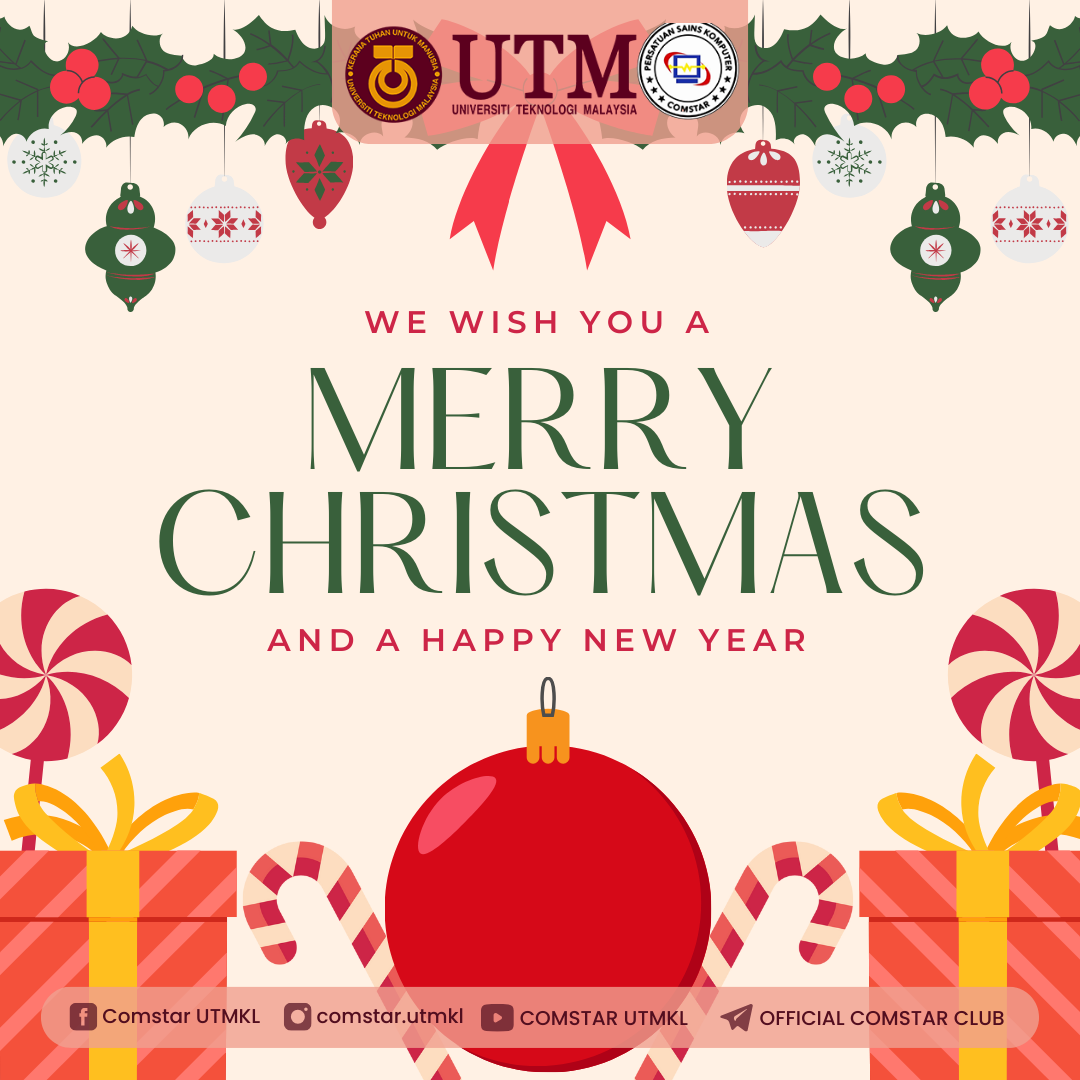 KERANA TUHAN UNTUK MANUSIA
UNIVERSITI TEKNOLOGI MALAYSIA
UTM
UNIVERSITI TEKNOLOGI MALAYSIA
PERSATUAN SAINS KOMPUTER
COMSTAR
WE WISH YOU A
MERRY
CHRISTMAS
AND A HAPPY NEW YEAR
Comstar UTMKL
comstar.utmkl
COMSTAR UTMKL
OFFICIAL COMSTAR CLUB